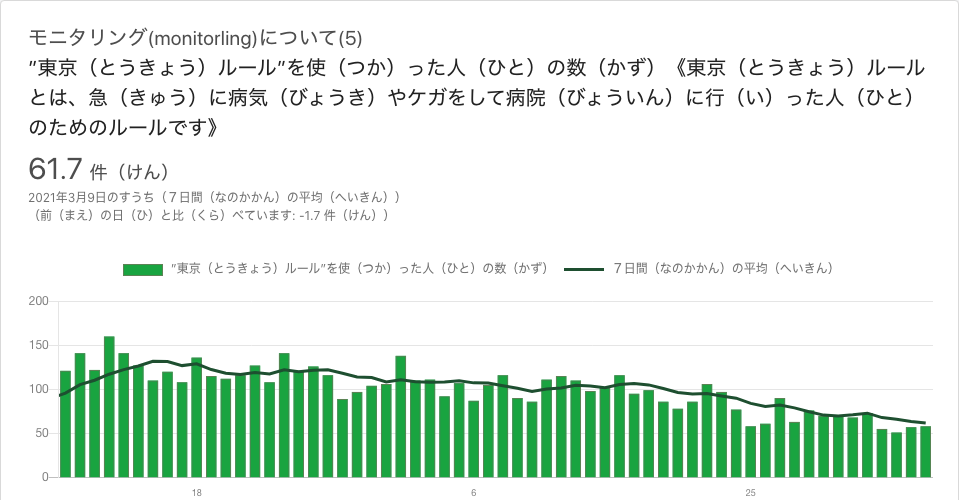 モニタリング(monitorling)について(5)
”東京（とうきょう）ルール”を使（つか）った人（ひと）の数（かず）《東京（とうきょう）ルール
とは、急（きゅう）に病気（びょうき）やケガをして病院（びょういん）に行（い）った人（ひと）
のためのルールです》
61.7 件（けん）
2021年3月9日のすうち（７日間（なのかかん）の平均（へいきん））
（前（まえ）の日（ひ）と比（くら）べています: -1.7 件（けん））
”東京（とうきょう）ルール”を使（つか）った人（ひと）の数（かず） ７日間（なのかかん）の平均（へいきん）
200
150
100
50
0
18 6 25